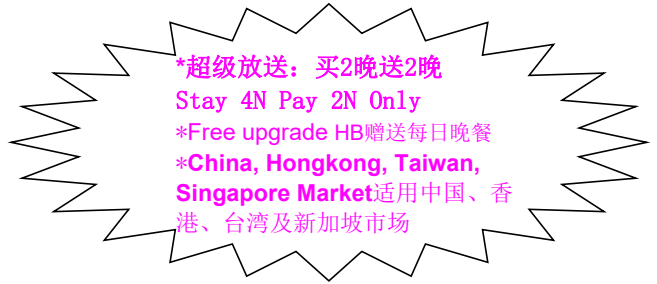 *超级放送：买2晚送2晚
Stay 4N Pay 2N Only
*Free upgrade HB赠送每日晚餐
*China, Hongkong, Taiwan,
Singapore Market适用中国、香
港、台湾及新加坡市场